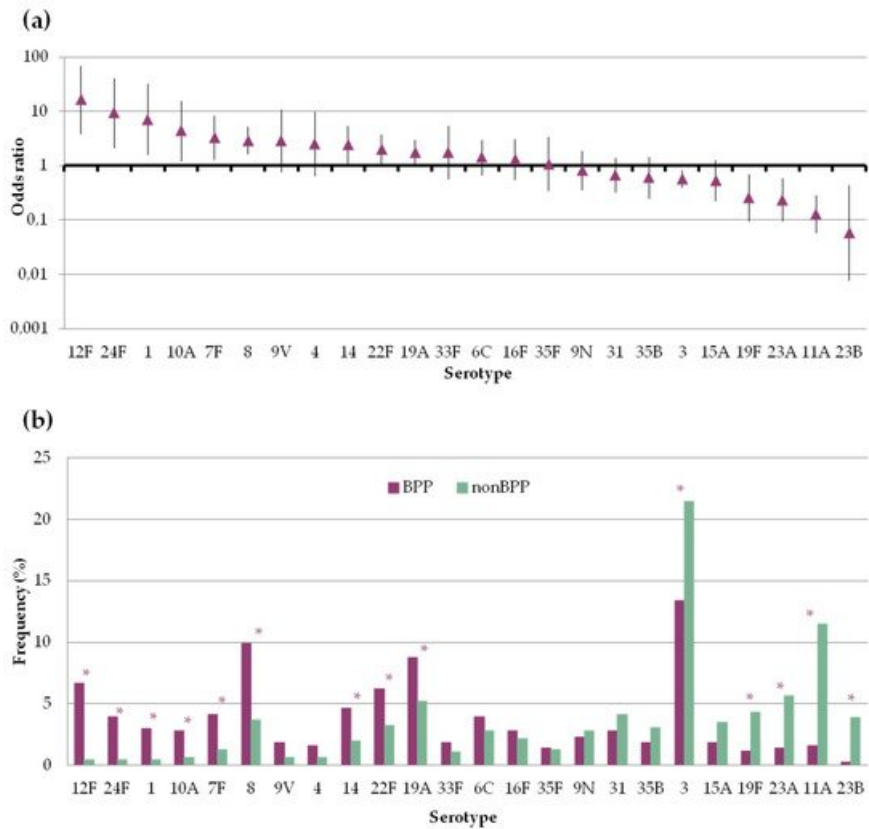 (a)
100
10
1
0,1
0,01
0,001
Odds ratio
12F 24F 1 10A 7F 8 9V 4 14 22F 19A 33F 6C 16F 35F 9N 31 35B 3 15A 19F 23A 11A 23B
Serotype
(b)
25
20
15
10
5
0
Frequency (%)
BPP nonBPP
* * * * * * * * * * * * * *
12F 24F 1 10A 7F 8 9V 4 14 22F 19A 33F 6C 16F 35F 9N 31 35B 3 15A 19F 23A 11A 23B
Serotype